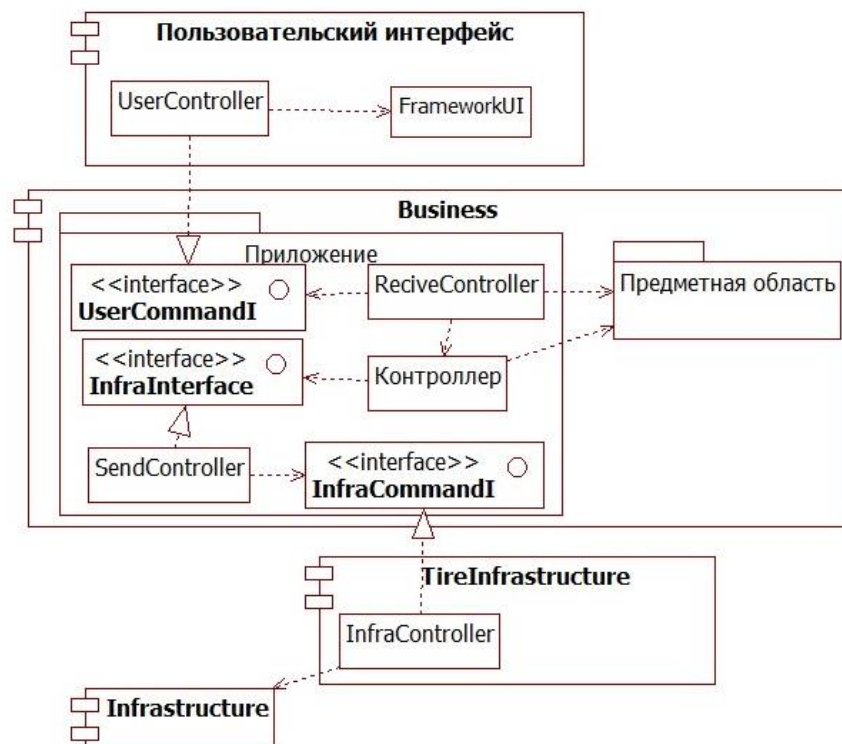 Пользовательский интерфейс
UserController
FrameworkUI
Business
Приложение
<<interface>>
UserCommandI
ReciveController
Предметная область
<<interface>>
InfraInterface
Контроллер
SendController
<<interface>>
InfraCommandI
TireInfrastructure
InfraController
Infrastructure